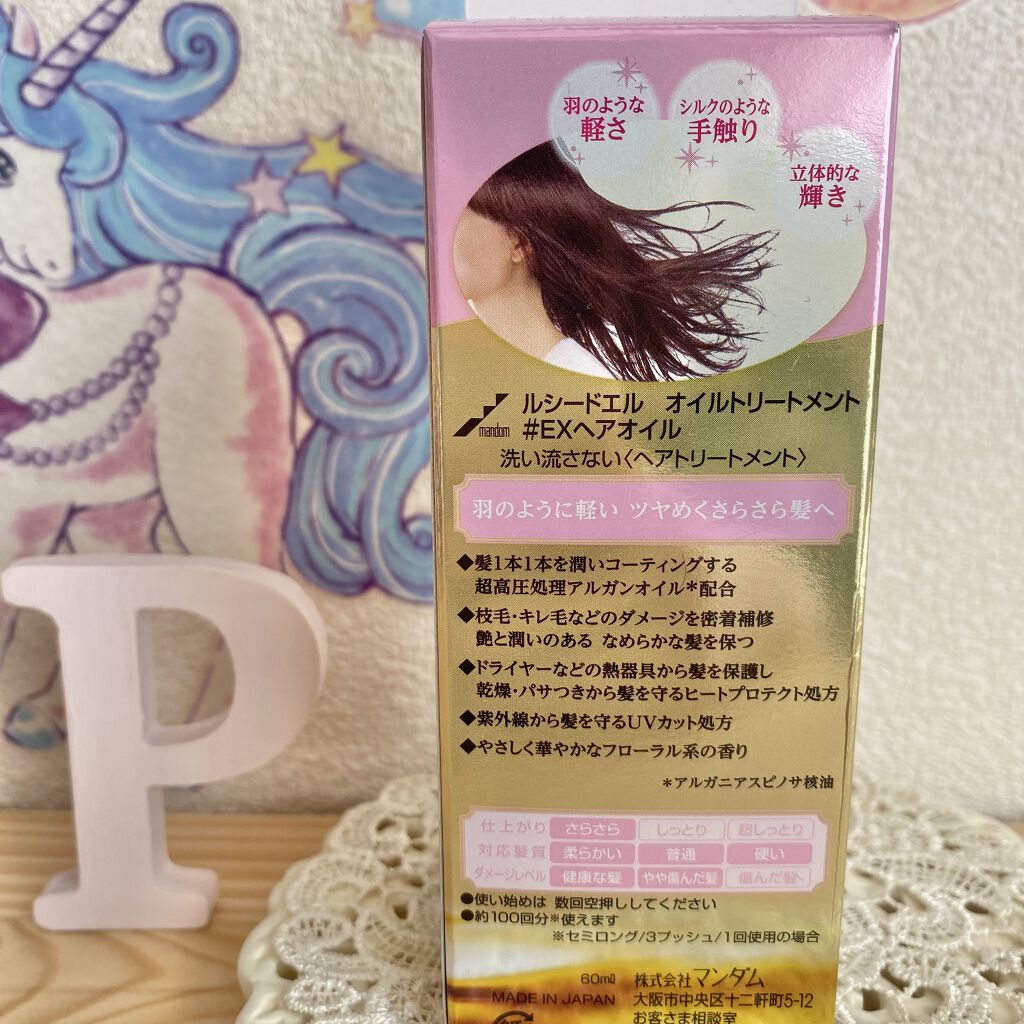 羽のような
軽さ
シルクのような
手触り
立体的な
輝き
mandom
ルシードエル オイルトリートメント
#EXヘアオイル
洗い流さない〈ヘアトリートメント〉
羽のように軽い ツヤめくさらさら髪へ
◆髪1本1本を潤いコーティングする
超高圧処理アルガンオイル*配合
◆枝毛・キレ毛などのダメージを密着補修
艶と潤いのある なめらかな髪を保つ
◆ドライヤーなどの熱器具から髪を保護し
乾燥・パサつきから髪を守るヒートプロテクト処方
◆紫外線から髪を守るUVカット処方
◆やさしく華やかなフローラル系の香り
*アルガニアスピノサ核油
仕上がり さらさら しっとり 超しっとり
対応髪質 柔らかい 普通 硬い
ダメージレベル 健康な髪 やや傷んだ髪 傷んだ髪へ
●使い始めは 数回空押ししてください
●約100回分※使えます
※セミロング/3プッシュ/1回使用の場合
60ml 株式会社マンダム
MADE IN JAPAN 大阪市中央区十二軒町5-12
お客さま相談室
P